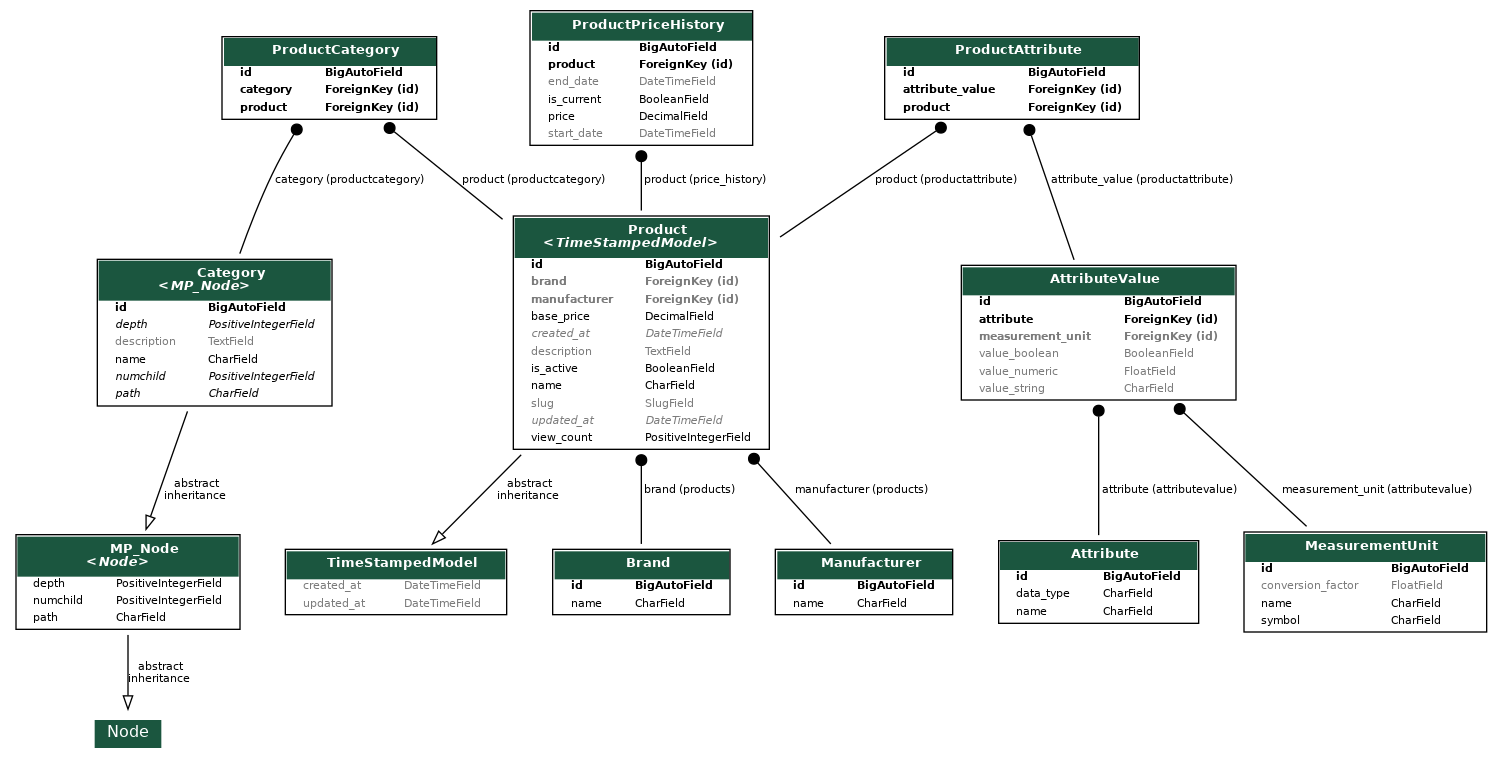 ProductCategory
id BigAutoField
category ForeignKey (id)
product ForeignKey (id)
ProductPriceHistory
id BigAutoField
product ForeignKey (id)
end_date DateTimeField
is_current BooleanField
price DecimalField
start_date DateTimeField
ProductAttribute
id BigAutoField
attribute_value ForeignKey (id)
product ForeignKey (id)
category (productcategory)
product (productcategory)
product (price_history)
product (productattribute)
attribute_value (productattribute)
Category
<MP_Node>
id BigAutoField
depth PositiveIntegerField
description TextField
name CharField
numchild PositiveIntegerField
path CharField
Product
<TimeStampedModel>
id BigAutoField
brand ForeignKey (id)
manufacturer ForeignKey (id)
base_price DecimalField
created_at DateTimeField
description TextField
is_active BooleanField
name CharField
slug SlugField
updated_at DateTimeField
view_count PositiveIntegerField
AttributeValue
id BigAutoField
attribute ForeignKey (id)
measurement_unit ForeignKey (id)
value_boolean BooleanField
value_numeric FloatField
value_string CharField
abstract
inheritance
abstract
inheritance
brand (products)
manufacturer (products)
attribute (attributevalue)
measurement_unit (attributevalue)
MP_Node
<Node>
depth PositiveIntegerField
numchild PositiveIntegerField
path CharField
TimeStampedModel
created_at DateTimeField
updated_at DateTimeField
Brand
id BigAutoField
name CharField
Manufacturer
id BigAutoField
name CharField
Attribute
id BigAutoField
data_type CharField
name CharField
MeasurementUnit
id BigAutoField
conversion_factor FloatField
name CharField
symbol CharField
abstract
inheritance
Node